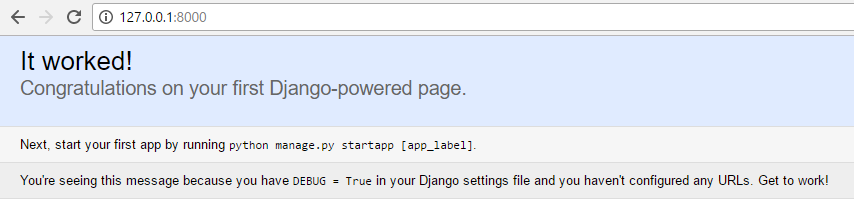 127.0.0.1:8000
It worked!
Congratulations on your first Django-powered page.
Next, start your first app by running python manage.py startapp [app_label].
You're seeing this message because you have DEBUG = True in your Django settings file and you haven't configured any URLs. Get to work!